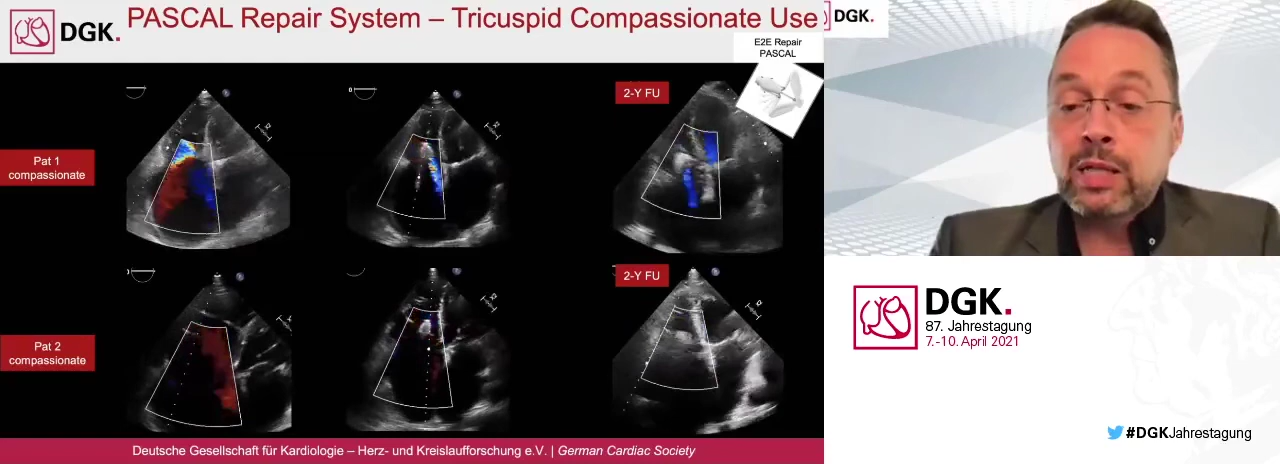 DGK.
PASCAL Repair System – Tricuspid Compassionate Use
E2E Repair
PASCAL
DGK.
2-Y FU
Pat 1
compassionate
2-Y FU
Pat 2
compassionate
Deutsche Gesellschaft für Kardiologie – Herz- und Kreislaufforschung e.V. | German Cardiac Society
DGK.
87. Jahrestagung
7.-10. April 2021
#DGKJahrestagung